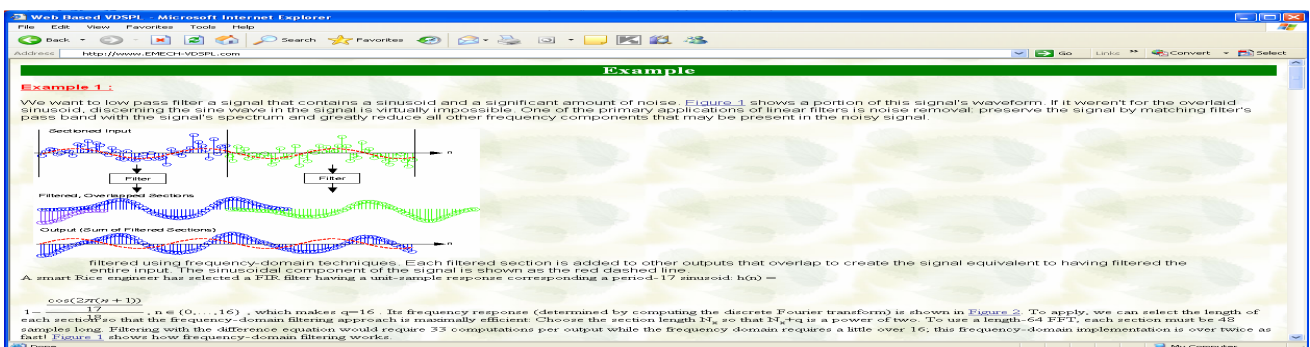 Web Based VDSPL - Microsoft Internet Explorer
File Edit View Favorites Tools Help
Back Search Favorites
Address http://www.EMECH-VDSPL.com Go Links Convert Select
Example
Example 1 :
We want to low pass filter a signal that contains a sinusoid and a significant amount of noise. Figure 1 shows a portion of this signal's waveform. If it weren't for the overlaid
sinusoid, discerning the sine wave in the signal is virtually impossible. One of the primary applications of linear filters is noise removal: preserve the signal by matching filter's
pass band with the signal's spectrum and greatly reduce all other frequency components that may be present in the noisy signal.
Sectioned Input
n
Filter Filter
Filtered, Overlapped Sections
Output (Sum of Filtered Sections)
n
filtered using frequency-domain techniques. Each filtered section is added to other outputs that overlap to create the signal equivalent to having filtered the
entire input. The sinusoidal component of the signal is shown as the red dashed line.
A smart Rice engineer has selected a FIR filter having a unit-sample response corresponding a period-17 sinusoid: h(n) =
cos(2π(n + 1))
1− 17 , n ∈ (0,...,16) , which makes q=16 . Its frequency response (determined by computing the discrete Fourier transform) is shown in Figure 2. To apply, we can select the length of
each section so that the frequency-domain filtering approach is maximally efficient: Choose the section length Nx so that Nx+q is a power of two. To use a length-64 FFT, each section must be 48
samples long. Filtering with the difference equation would require 33 computations per output while the frequency domain requires a little over 16; this frequency-domain implementation is over twice as
fast! Figure 1 shows how frequency-domain filtering works.
Done My Computer